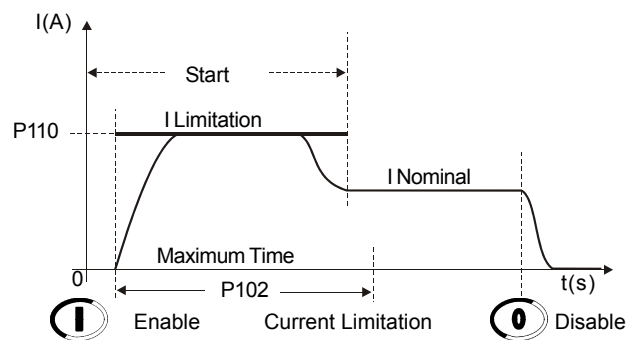 I(A)
Start
P110
I Limitation
I Nominal
Maximum Time
0
t(s)
P102
I
Enable
Current Limitation
0
Disable